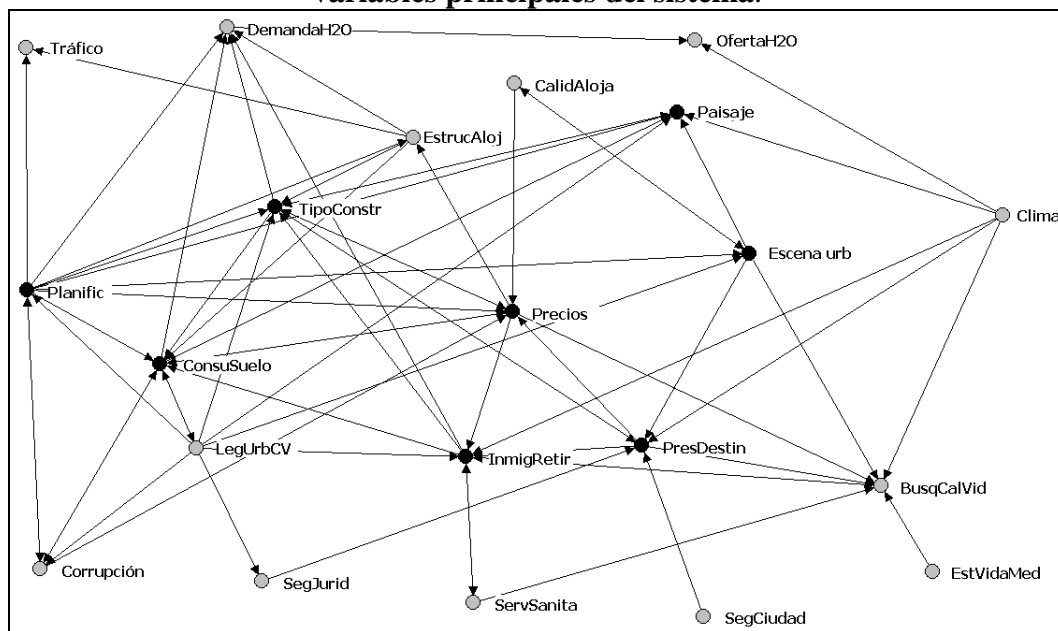 variables principales del sistema.
DemandaH2O
OfertaH2O
Tráfico
CalidAloja
Paisaje
EstrucAloj
TipoConstr
Clima
Escena urb
Planific
Precios
ConsuSuelo
LegUrbCV
InmigRetir
PresDestin
BusqCalVid
Corrupción
SegJurid
EstVidaMed
ServSanita
SegCiudad